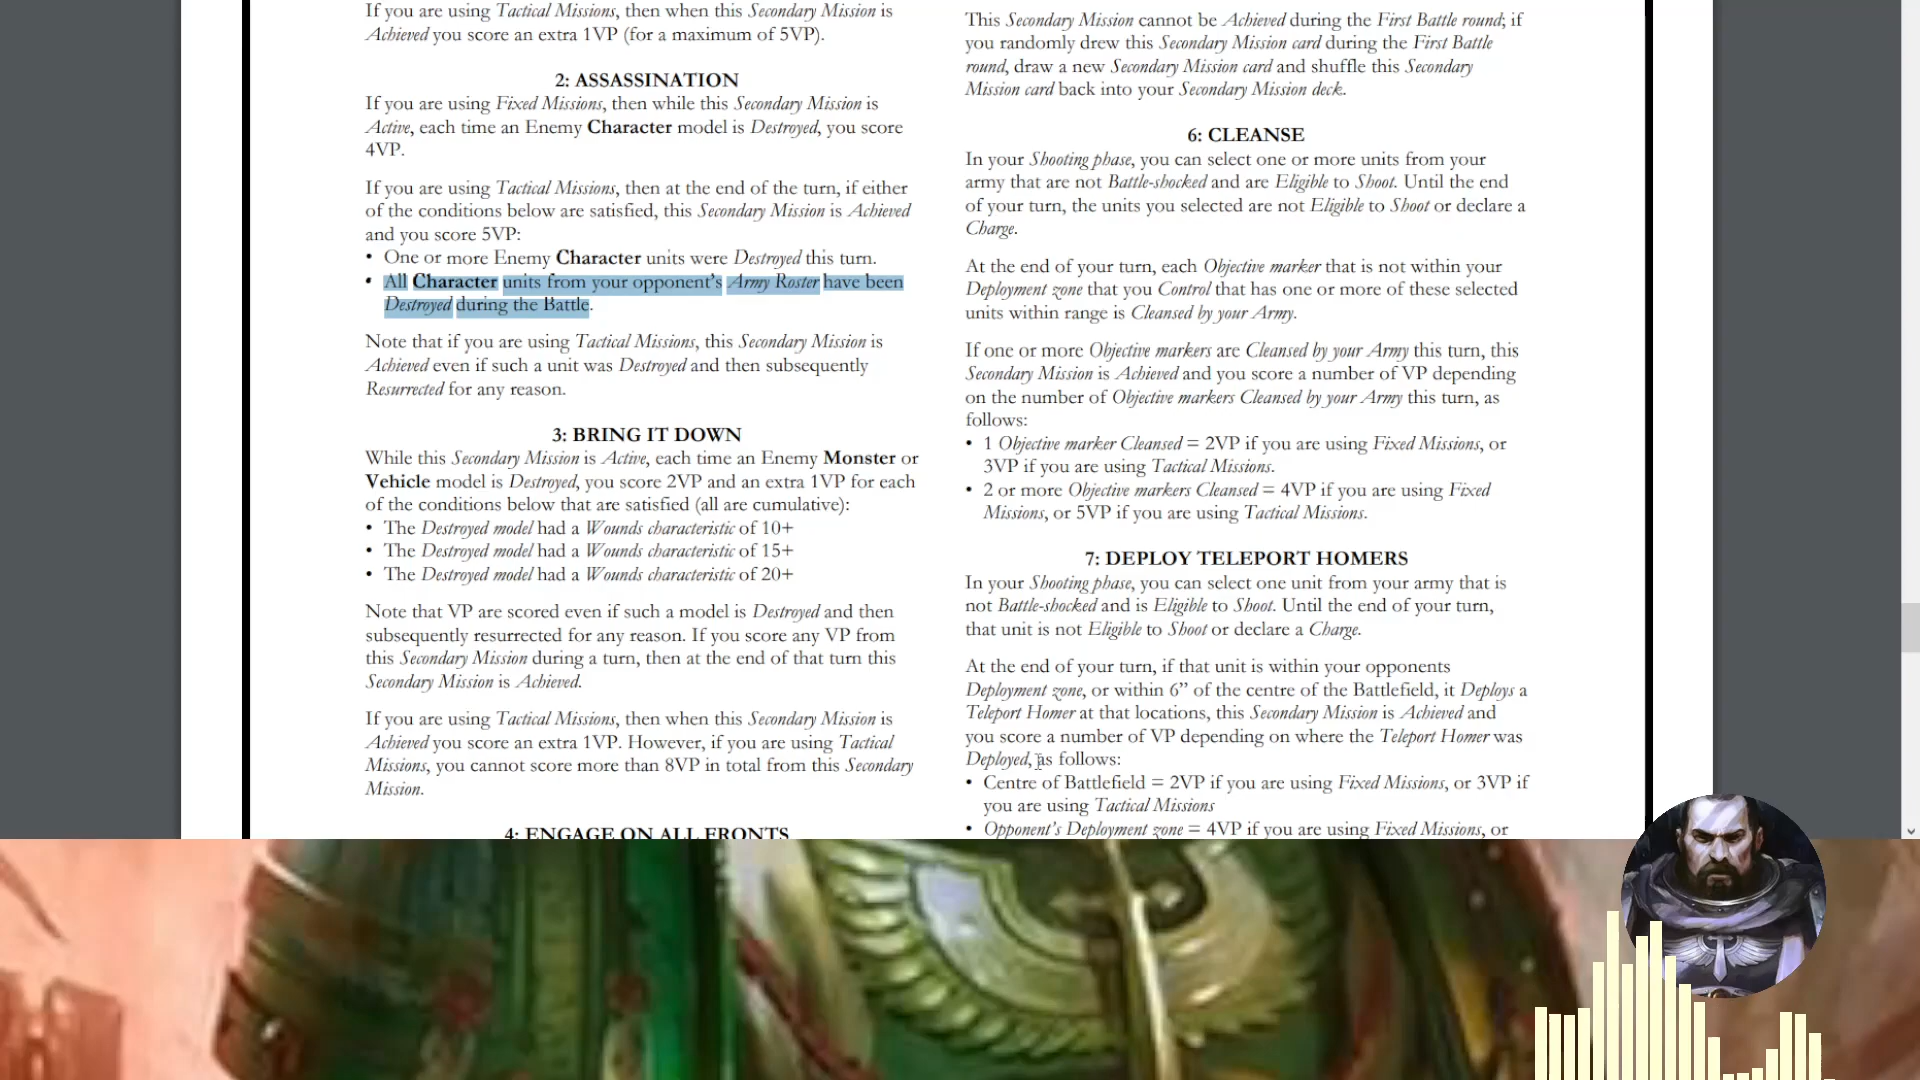 If you are using Tactical Missions, then when this Secondary Mission is
Achieved you score an extra 1VP (for a maximum of 5VP).
2: ASSASSINATION
If you are using Fixed Missions, then while this Secondary Mission is
Active, each time an Enemy Character model is Destroyed, you score
4VP.
If you are using Tactical Missions, then at the end of the turn, if either
of the conditions below are satisfied, this Secondary Mission is Achieved
and you score 5VP:
• One or more Enemy Character units were Destroyed this turn.
• All Character units from your opponent's Army Roster have been
Destroyed during the Battle.
Note that if you are using Tactical Missions, this Secondary Mission is
Achieved even if such a unit was Destroyed and then subsequently
Resurrected for any reason.
3: BRING IT DOWN
While this Secondary Mission is Active, each time an Enemy Monster or
Vehicle model is Destroyed, you score 2VP and an extra 1VP for each
of the conditions below that are satisfied (all are cumulative):
• The Destroyed model had a Wounds characteristic of 10+
• The Destroyed model had a Wounds characteristic of 15+
• The Destroyed model had a Wounds characteristic of 20+
Note that VP are scored even if such a model is Destroyed and then
subsequently resurrected for any reason. If you score any VP from
this Secondary Mission during a turn, then at the end of that turn this
Secondary Mission is Achieved.
If you are using Tactical Missions, then when this Secondary Mission is
Achieved you score an extra 1VP. However, if you are using Tactical
Missions, you cannot score more than 8VP in total from this Secondary
Mission.
4: ENGAGE ON ALL FRONTS
This Secondary Mission cannot be Achieved during the First Battle round; if
you randomly drew this Secondary Mission card during the First Battle
round, draw a new Secondary Mission card and shuffle this Secondary
Mission card back into your Secondary Mission deck.
6: CLEANSE
In your Shooting phase, you can select one or more units from your
army that are not Battle-shocked and are Eligible to Shoot. Until the end
of your turn, the units you selected are not Eligible to Shoot or declare a
Charge.
At the end of your turn, each Objective marker that is not within your
Deployment zone that you Control that has one or more of these selected
units within range is Cleansed by your Army.
If one or more Objective markers are Cleansed by your Army this turn, this
Secondary Mission is Achieved and you score a number of VP depending
on the number of Objective markers Cleansed by your Army this turn, as
follows:
• 1 Objective marker Cleansed = 2VP if you are using Fixed Missions, or
3VP if you are using Tactical Missions.
• 2 or more Objective markers Cleansed = 4VP if you are using Fixed
Missions, or 5VP if you are using Tactical Missions.
7: DEPLOY TELEPORT HOMERS
In your Shooting phase, you can select one unit from your army that is
not Battle-shocked and is Eligible to Shoot. Until the end of your turn,
that unit is not Eligible to Shoot or declare a Charge.
At the end of your turn, if that unit is within your opponents
Deployment zone, or within 6” of the centre of the Battlefield, it Deploys a
Teleport Homer at that locations, this Secondary Mission is Achieved and
you score a number of VP depending on where the Teleport Homer was
Deployed, as follows:
• Centre of Battlefield = 2VP if you are using Fixed Missions, or 3VP if
you are using Tactical Missions
• Opponent's Deployment zone = 4VP if you are using Fixed Missions, or